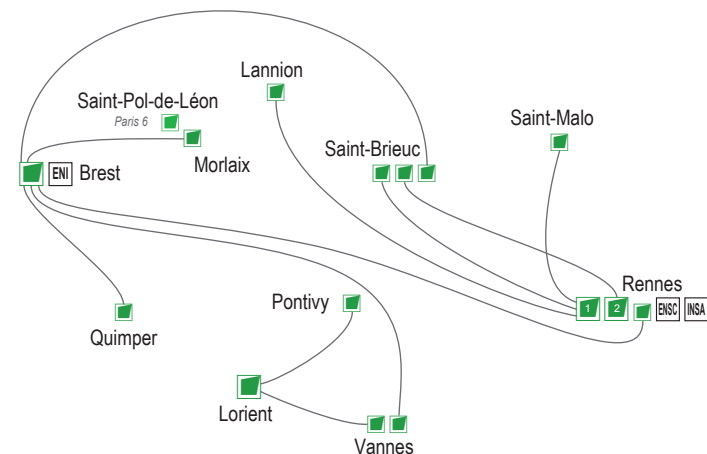 Lannion
Saint-Pol-de-Léon
Paris 6
Saint-Malo
Saint-Brieuc
Morlaix
ENI Brest
Rennes
1 2 ENSC INSA
Pontivy
Quimper
Lorient
Vannes